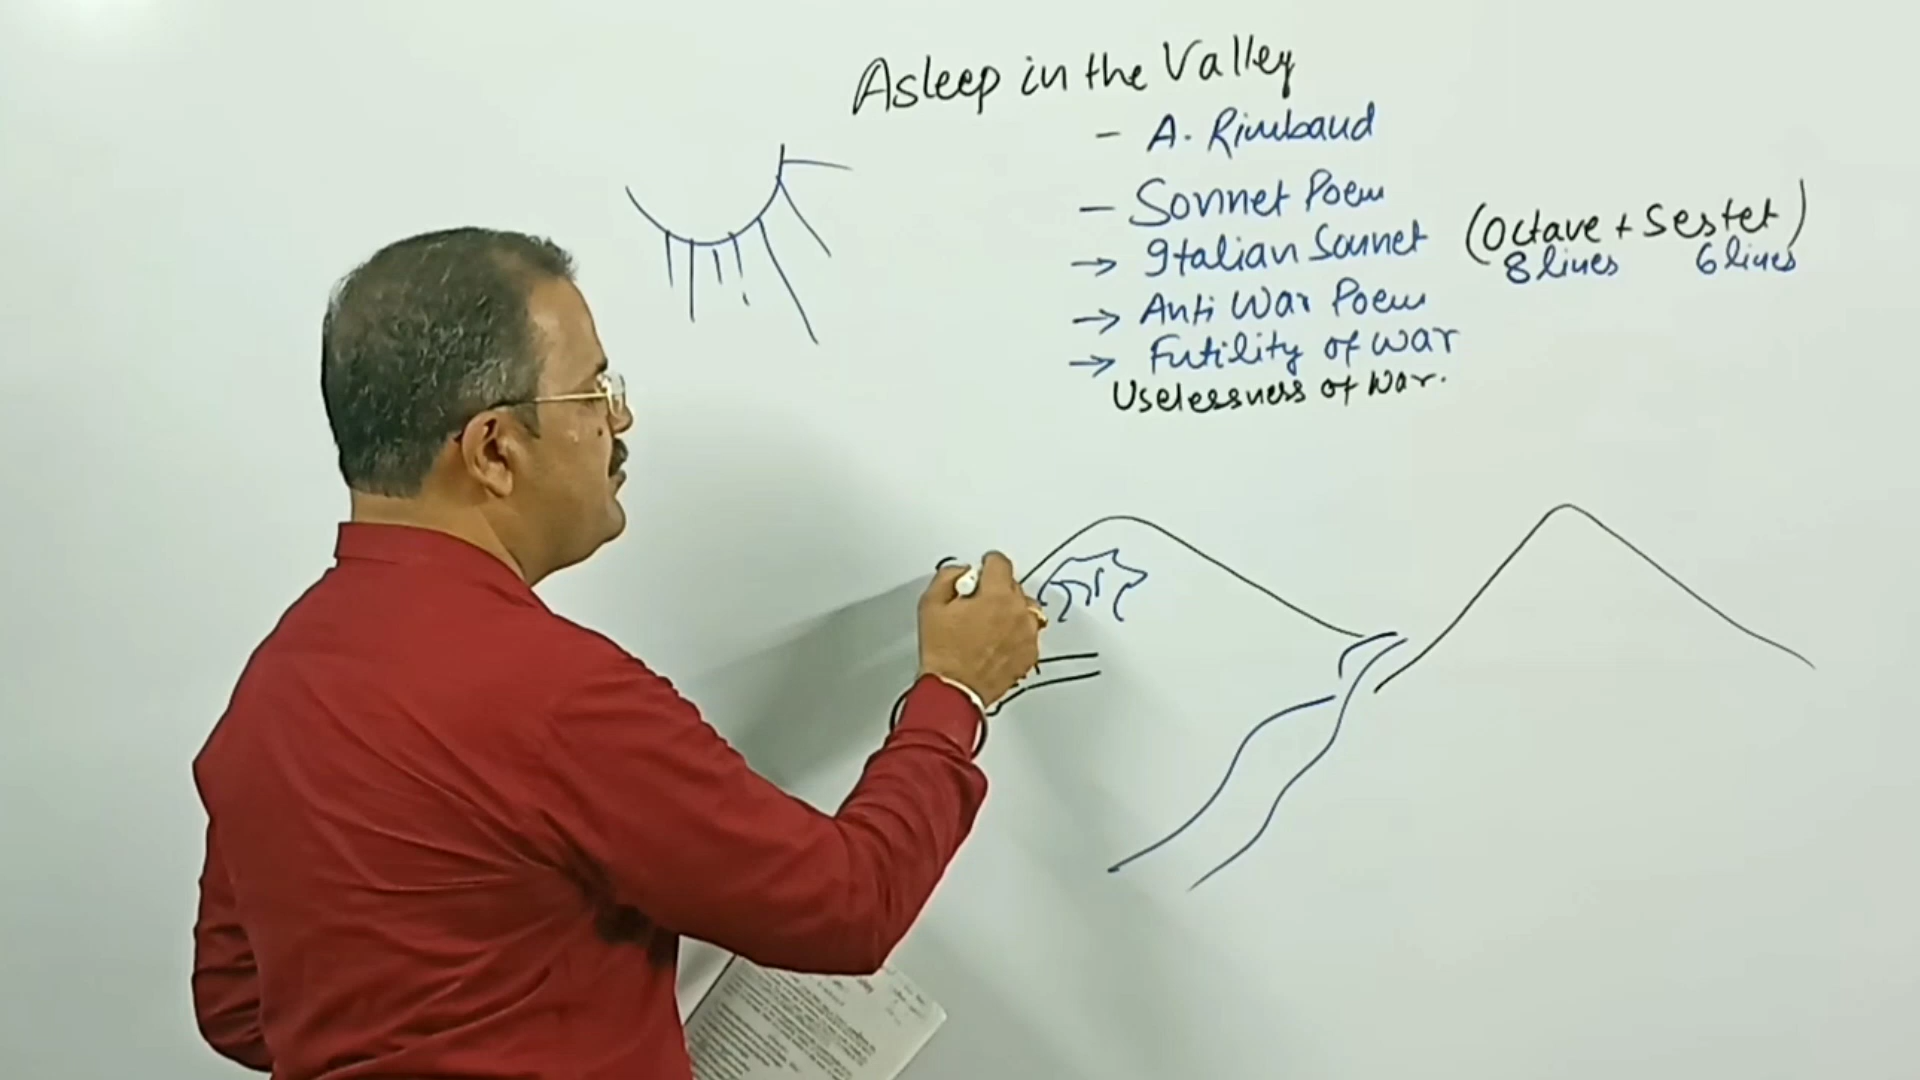 Asleep in the Valley
- A. Rimbaud
- Sonnet Poem
→ Italian Sonnet (Octave + Sestet)
8 lines 6 lines
→ Anti War Poem
→ Futility of war
Uselessness of War.